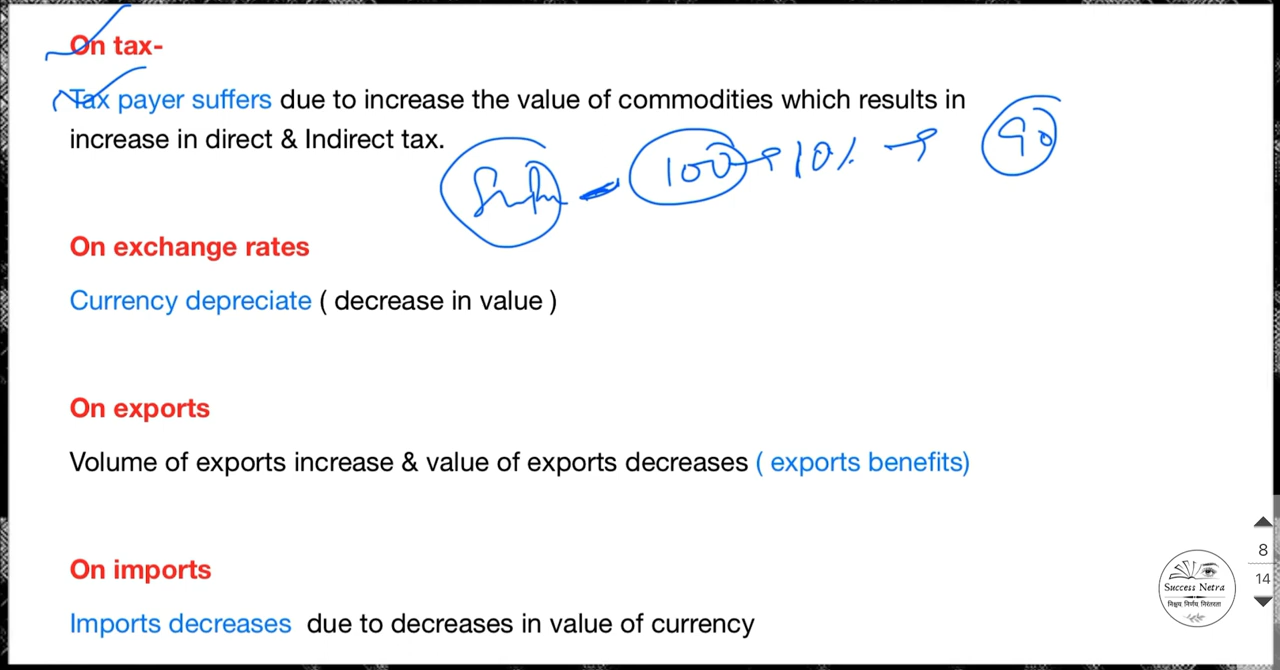 On tax-
Tax payer suffers due to increase the value of commodities which results in
increase in direct & Indirect tax.
100 → 10% → 90
On exchange rates
Currency depreciate ( decrease in value )
On exports
Volume of exports increase & value of exports decreases ( exports benefits)
On imports
Imports decreases due to decreases in value of currency
8
14
Success Netra
निश्चय. निर्णय. निरंतरता